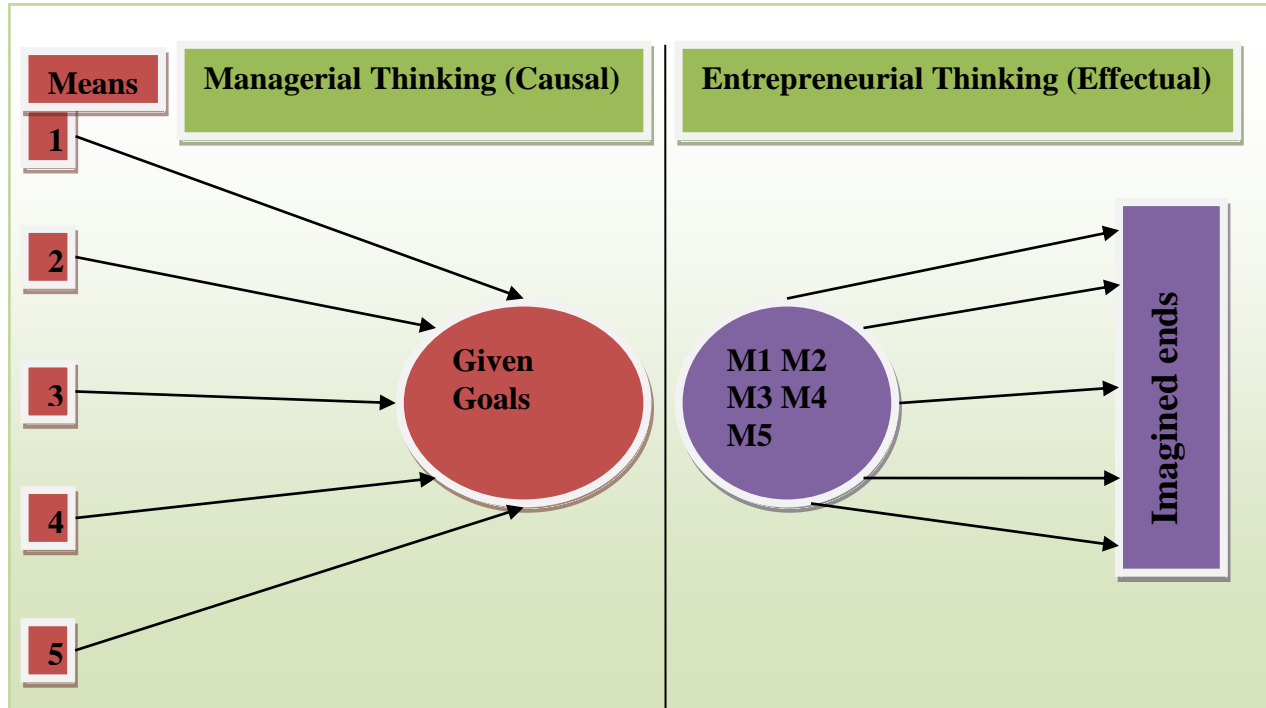 Means
Managerial Thinking (Causal)
1
2
3
4
5
Given
Goals
Entrepreneurial Thinking (Effectual)
M1 M2
M3 M4
M5
Imagined ends